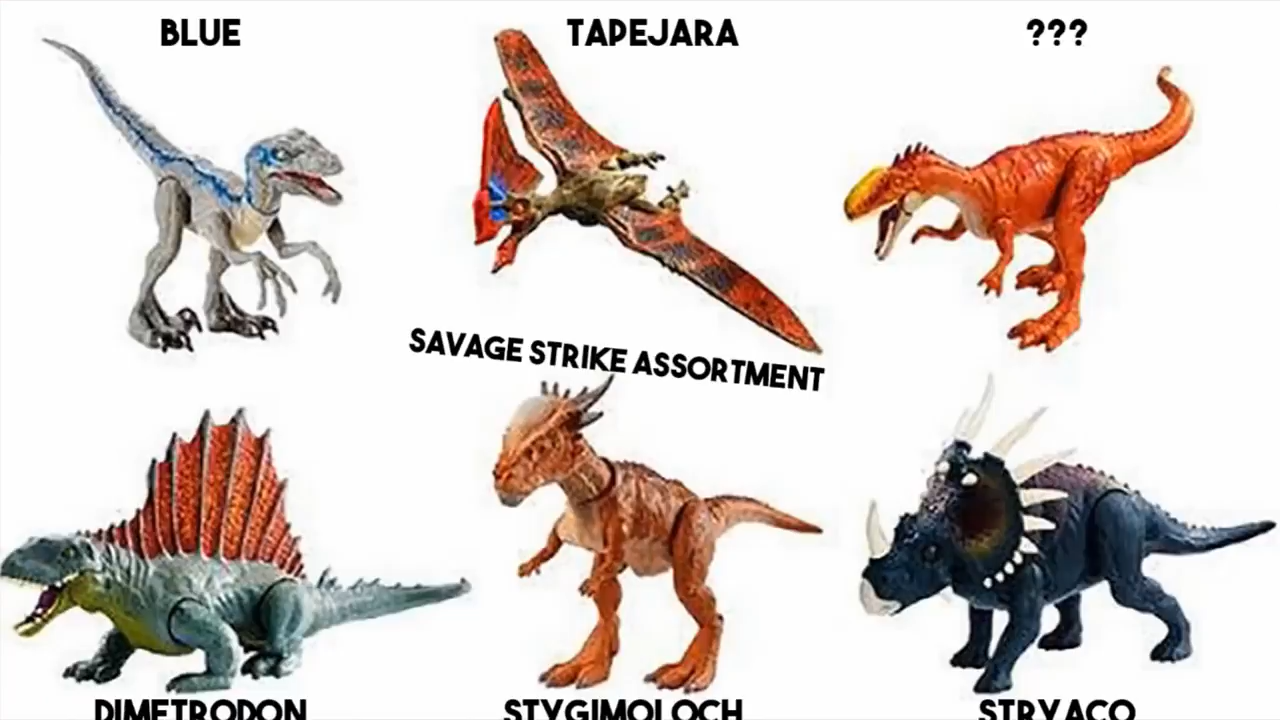 BLUE
TAPEJARA
???
SAVAGE STRIKE ASSORTMENT
DIMETRODON
STYGIMOLOCH
STRYACO